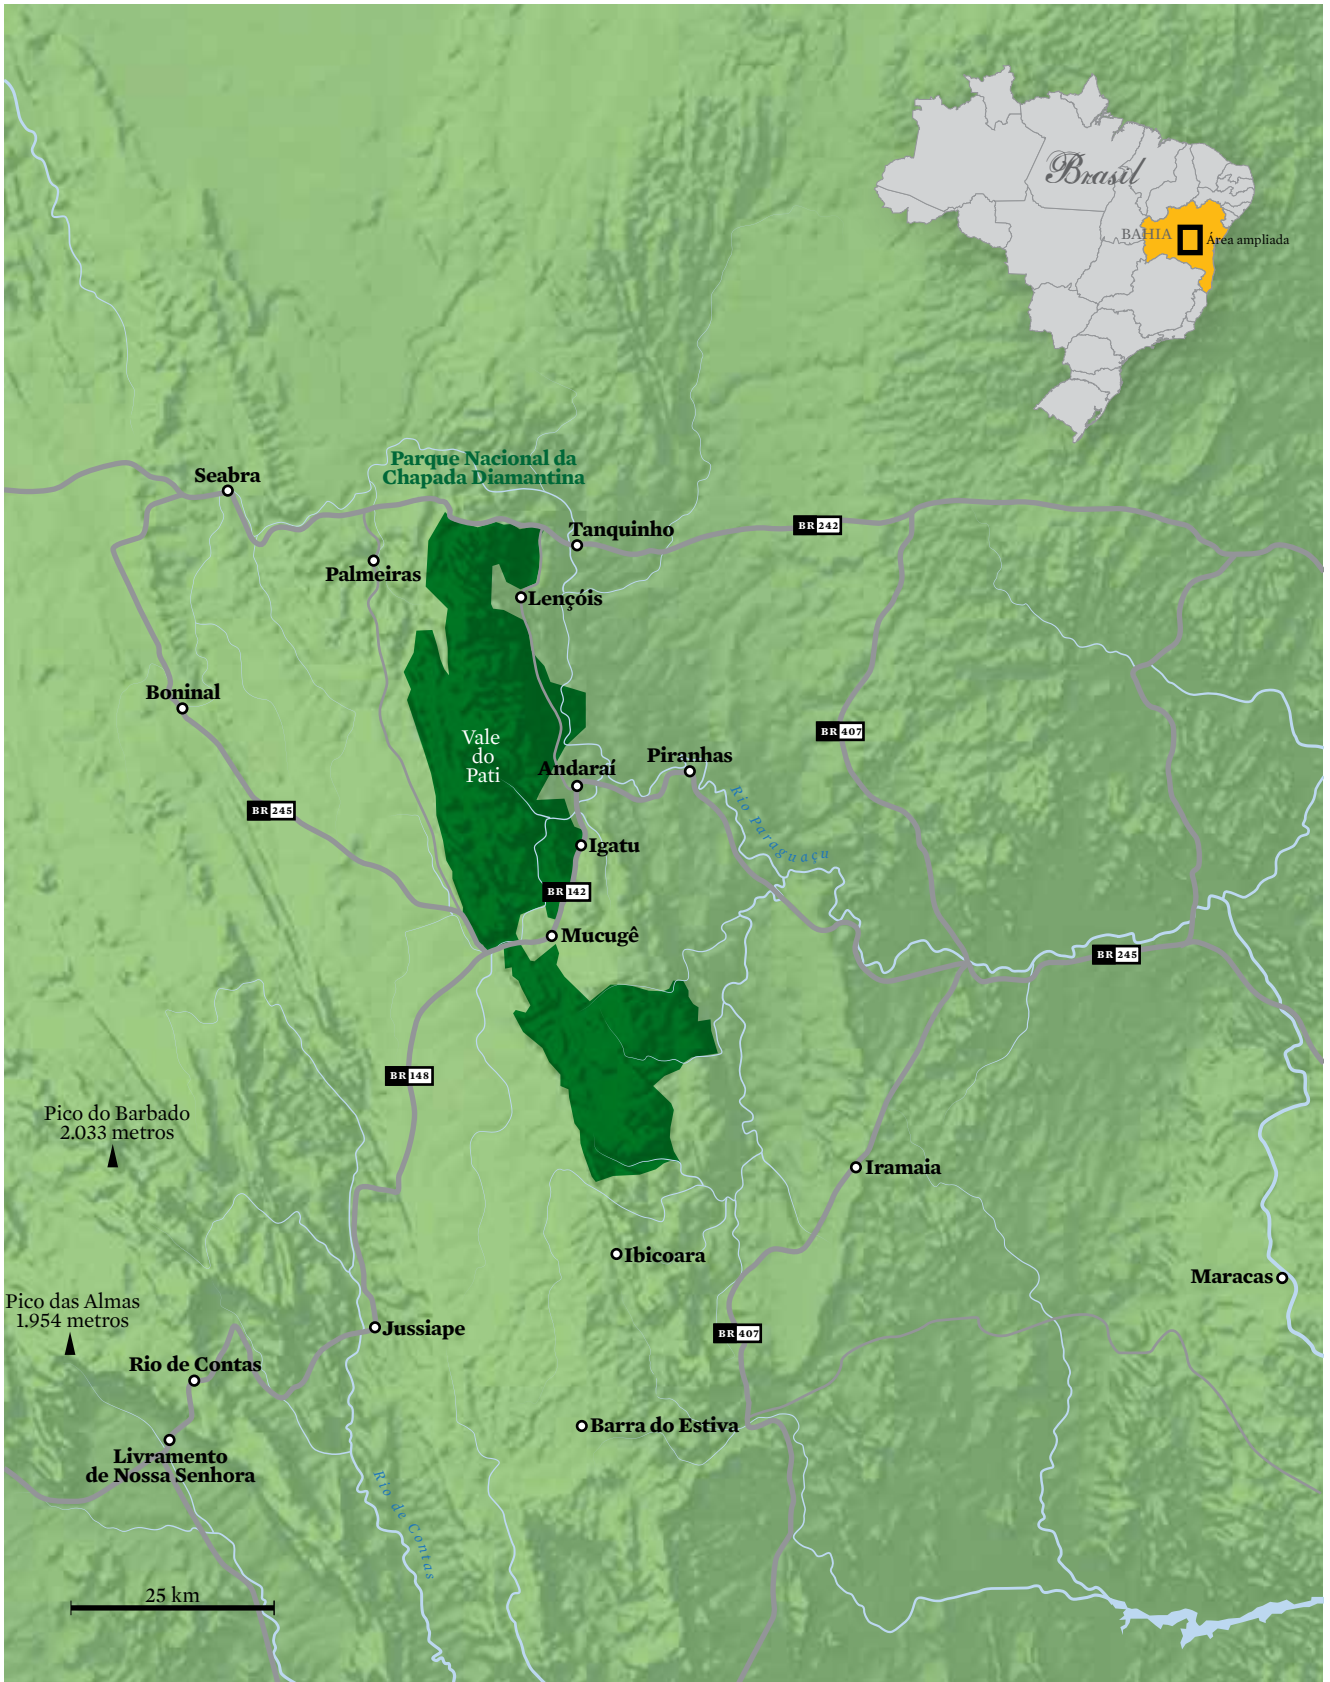 Brasil
BAHIA
Área ampliada
Parque Nacional da
Chapada Diamantina
Seabra
Tanquinho
BR 242
Palmeiras
Lençóis
Boninal
Vale
do
Pati
BR 407
Piranhas
Andaraí
Rio Paraguaçu
BR 245
Igatu
BR 142
Mucugê
BR 245
BR 148
Pico do Barbado
2.033 metros
Iramaia
Ibicoara
Maracas
Pico das Almas
1.954 metros
Jussiape
BR 407
Rio de Contas
Barra do Estiva
Livramento
de Nossa Senhora
Rio de Contas
25 km